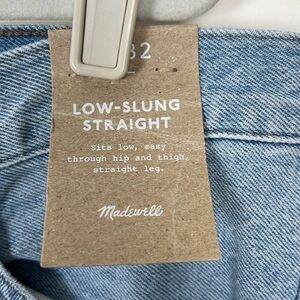 32
LOW-SLUNG
STRAIGHT
Sits low, easy
through hip and thigh,
straight leg.
Madewell